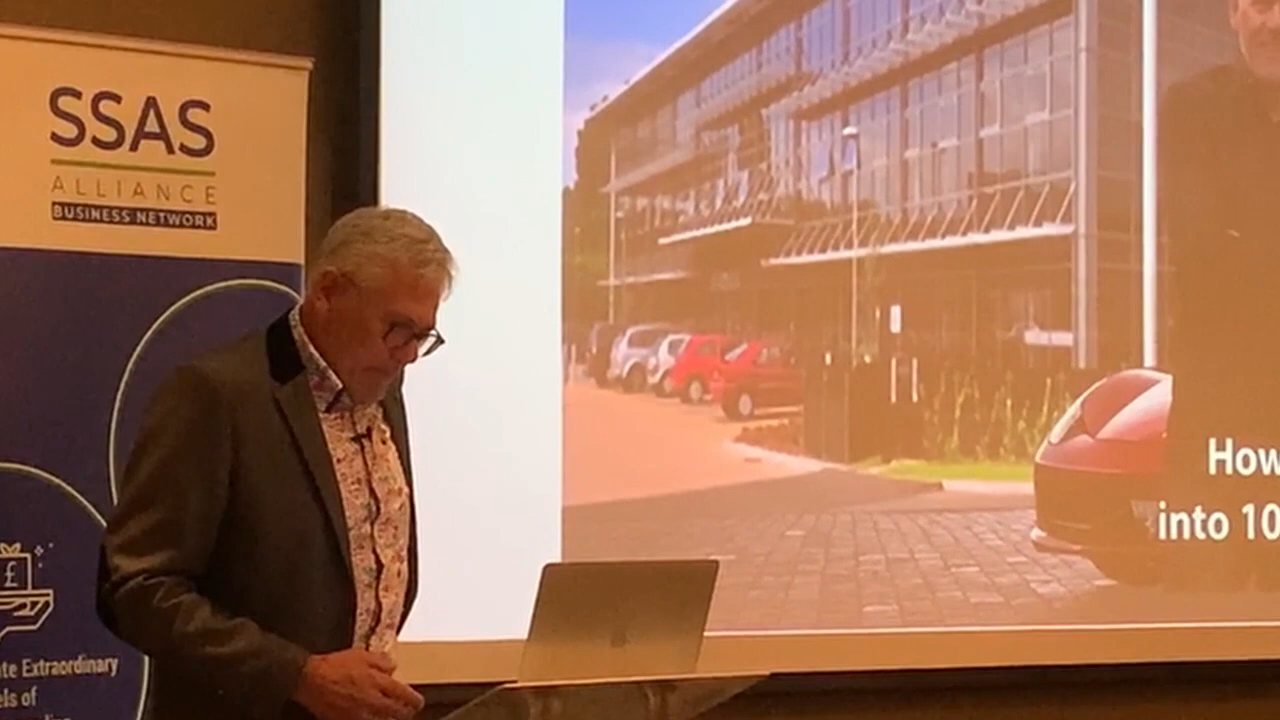 SSAS
ALLIANCE
BUSINESS NETWORK
£
te Extraordinary
els of
How
into 10